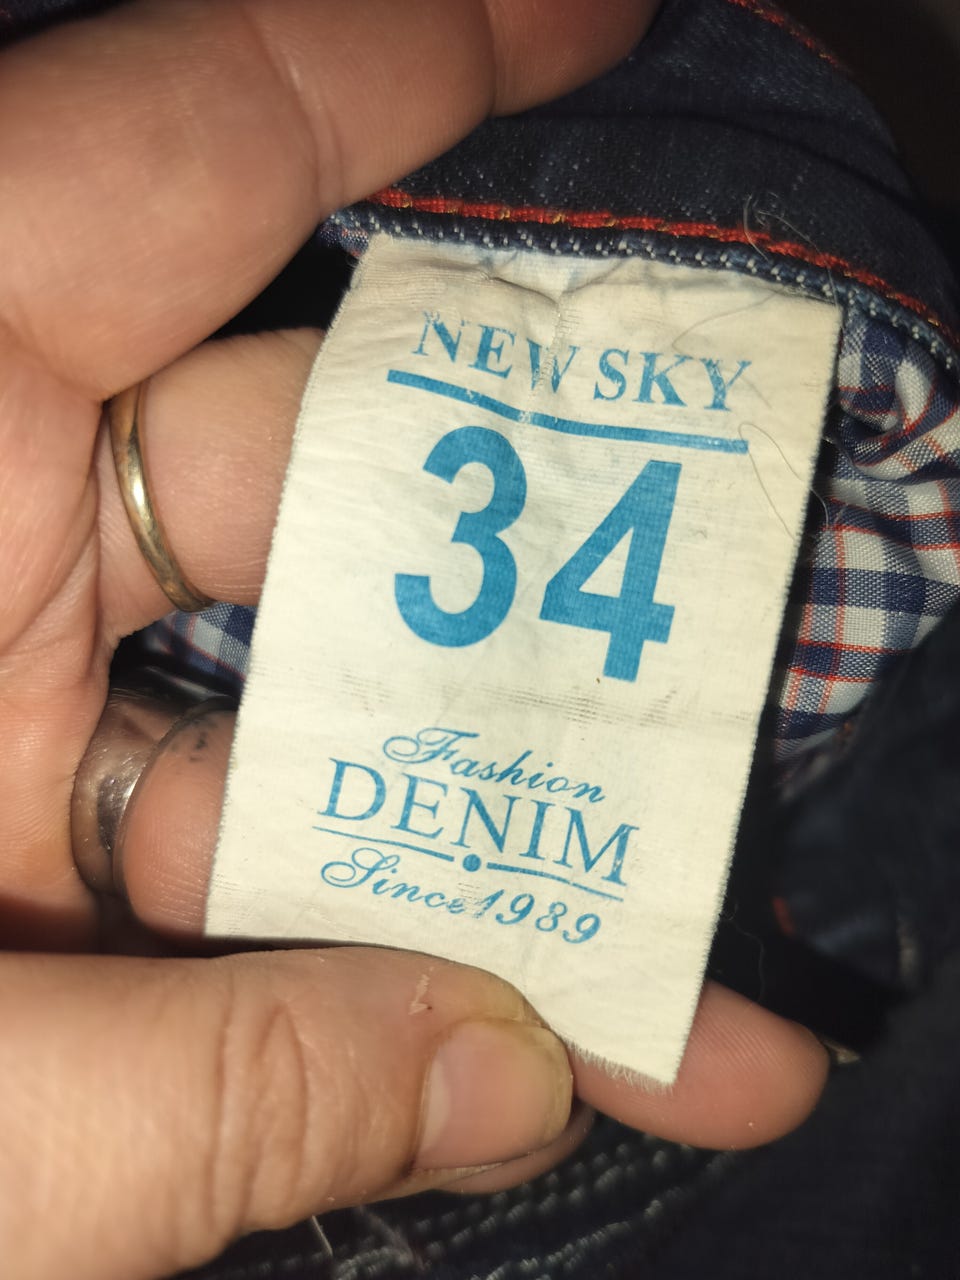 NEW SKY
34
Fashion
DENIM
Since 1989